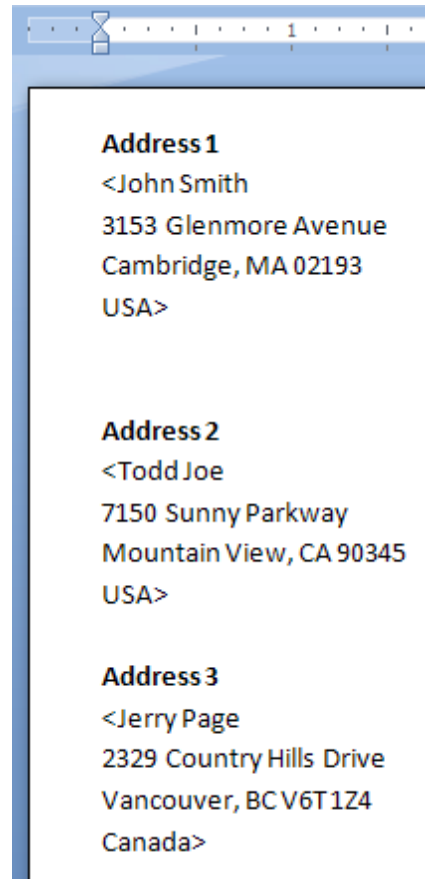 1
Address 1
<John Smith
3153 Glenmore Avenue
Cambridge, MA 02193
USA>
Address 2
<Todd Joe
7150 Sunny Parkway
Mountain View, CA 90345
USA>
Address 3
<Jerry Page
2329 Country Hills Drive
Vancouver, BC V6T 1Z4
Canada>